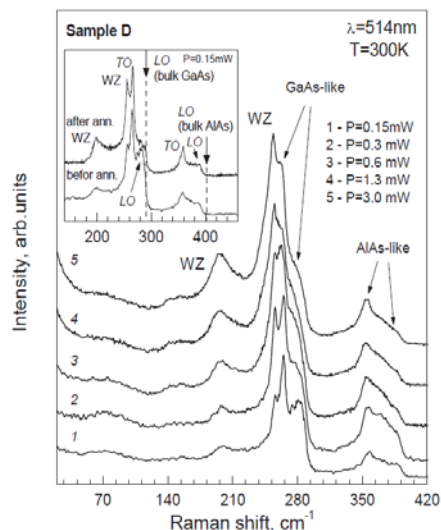 Sample D
λ=514nm
T=300K
TO
LO
(bulk GaAs)
P=0.15mW
WZ
after ann.
WZ
LO
(bulk AlAs)
TO
LO
befor ann.
LO
200 300 400
GaAs-like
WZ
1 - P=0.15mW
2 - P=0.3 mW
3 - P=0.6 mW
4 - P=1.3 mW
5 - P=3.0 mW
AlAs-like
WZ
5
4
3
2
1
Intensity, arb.units
70 140 210 280 350 420
Raman shift, cm⁻¹